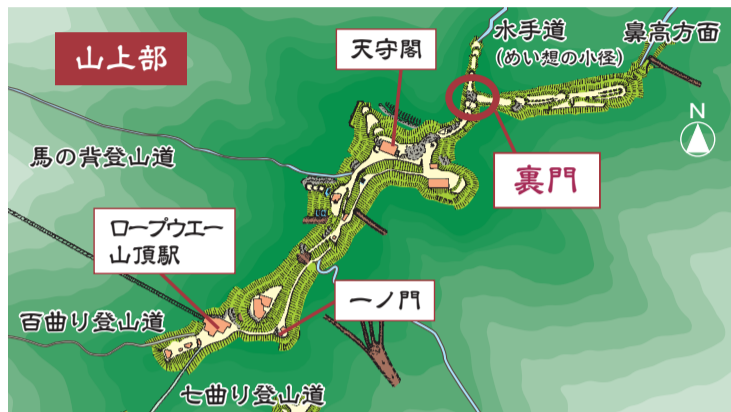 山上部
天守閣
水手道
(めい想の小径)
鼻高方面
N
馬の背登山道
裏門
ロープウエー
山頂駅
一ノ門
百曲り登山道
七曲り登山道